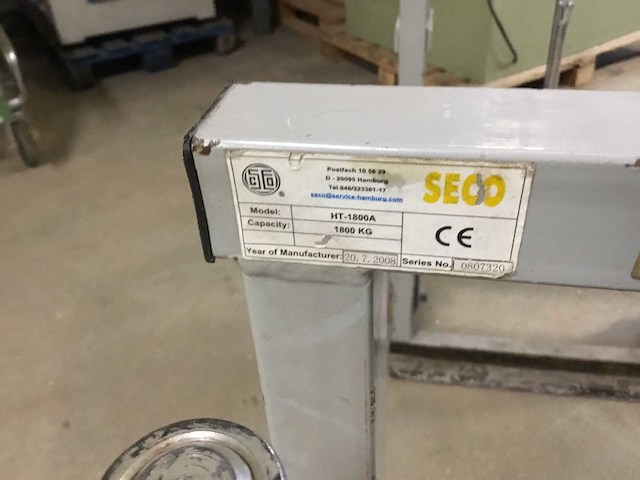 Postfach 10 56 29
D - 20095 Hamburg
Tel.040/323361-17
seco@service-hamburg.com
SECO
®
Model: HT-1800A
Capacity: 1800 KG
CE
Year of Manufacturer: 20.7.2008 Series No. 0807320